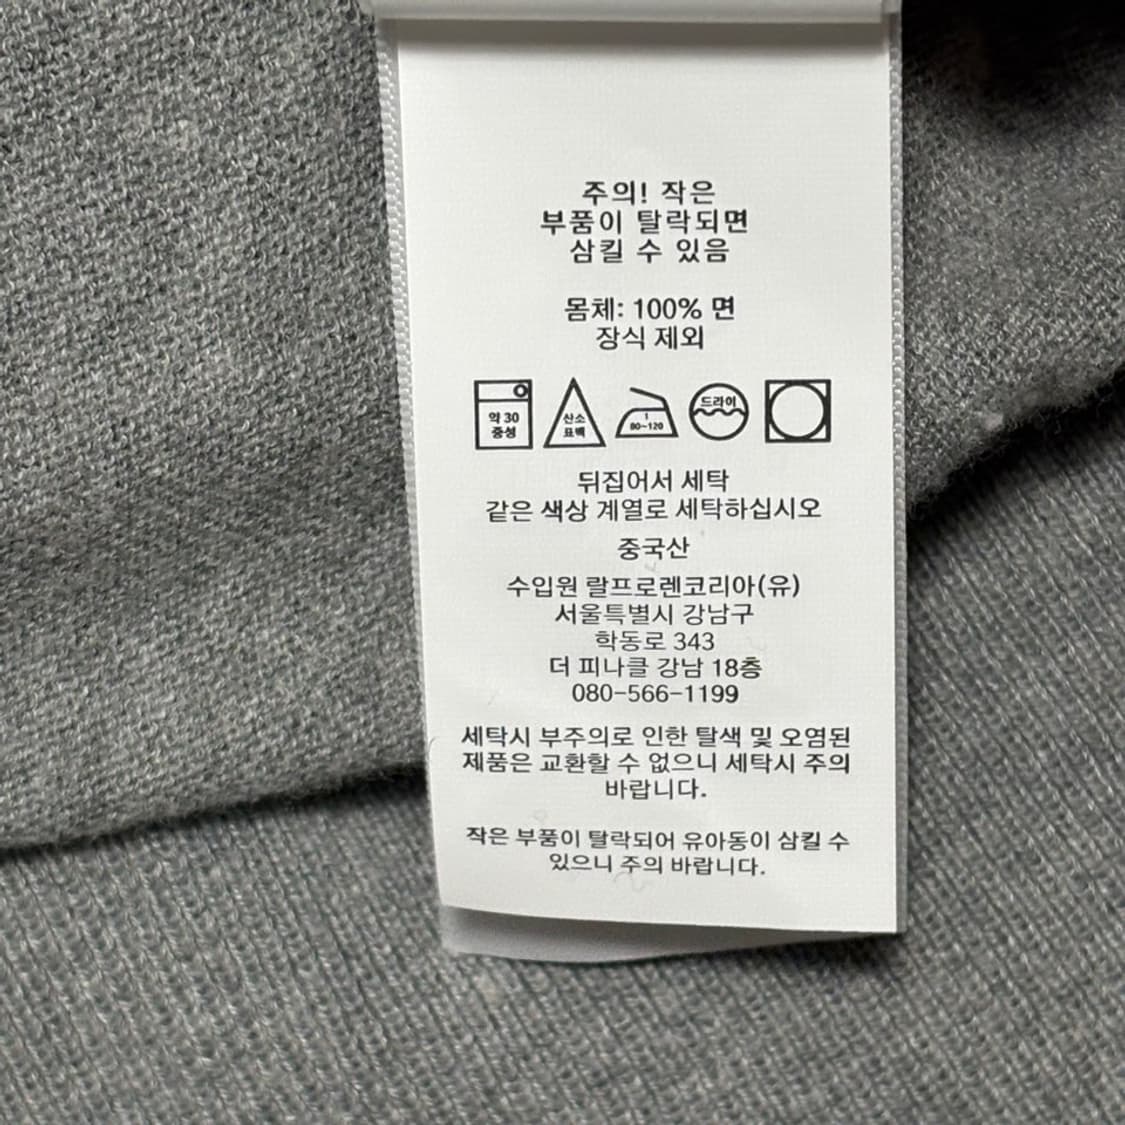 주의! 작은
부품이 탈락되면
삼킬 수 있음
몸체: 100% 면
장식 제외
약 30
중성
산소
표백
1
80~120
드라이
뒤집어서 세탁
같은 색상 계열로 세탁하십시오
중국산
수입원 랄프로렌코리아(유)
서울특별시 강남구
학동로 343
더 피나클 강남 18층
080-566-1199
세탁시 부주의로 인한 탈색 및 오염된
제품은 교환할 수 없으니 세탁시 주의
바랍니다.
작은 부품이 탈락되어 유아동이 삼킬 수
있으니 주의 바랍니다.